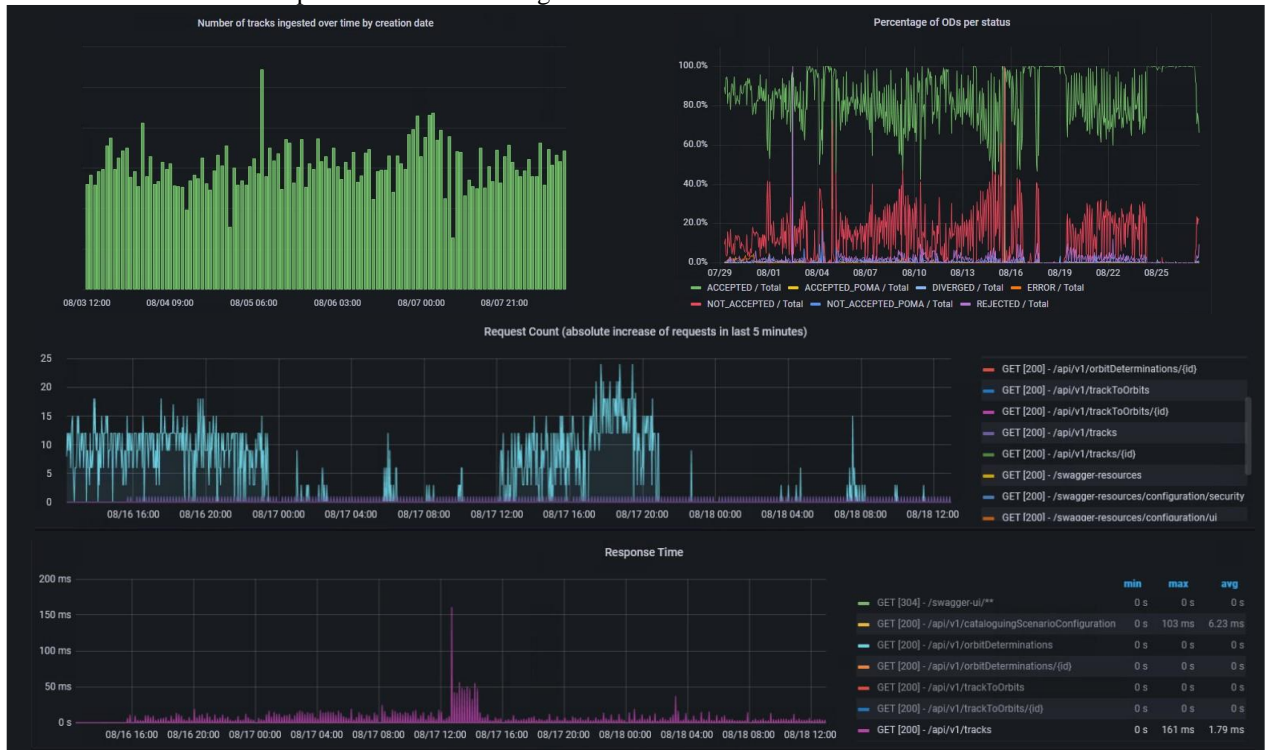 Number of tracks ingested over time by creation date
08/03 12:00 08/04 09:00 08/05 06:00 08/06 03:00 08/07 00:00 08/07 21:00
Percentage of ODs per status
100.0%
80.0%
60.0%
40.0%
20.0%
0.0%
07/29 08/01 08/04 08/07 08/10 08/13 08/16 08/19 08/22 08/25
ACCEPTED / Total ACCEPTED_POMA / Total DIVERGED / Total ERROR / Total
NOT_ACCEPTED / Total NOT_ACCEPTED_POMA / Total REJECTED / Total
Request Count (absolute increase of requests in last 5 minutes)
25
20
15
10
5
0
08/16 16:00 08/16 20:00 08/17 00:00 08/17 04:00 08/17 08:00 08/17 12:00 08/17 16:00 08/17 20:00 08/18 00:00 08/18 04:00 08/18 08:00 08/18 12:00
GET [200] - /api/v1/orbitDeterminations/{id}
GET [200] - /api/v1/trackToOrbits
GET [200] - /api/v1/trackToOrbits/{id}
GET [200] - /api/v1/tracks
GET [200] - /api/v1/tracks/{id}
GET [200] - /swagger-resources
GET [200] - /swagger-resources/configuration/security
GET [200] - /swagger-resources/configuration/ui
Response Time
200 ms
150 ms
100 ms
50 ms
0 s
08/16 16:00 08/16 20:00 08/17 00:00 08/17 04:00 08/17 08:00 08/17 12:00 08/17 16:00 08/17 20:00 08/18 00:00 08/18 04:00 08/18 08:00 08/18 12:00
min max avg
GET [304] - /swagger-ui/** 0 s 0 s 0 s
GET [200] - /api/v1/cataloguingScenarioConfiguration 0 s 103 ms 6.23 ms
GET [200] - /api/v1/orbitDeterminations 0 s 0 s 0 s
GET [200] - /api/v1/orbitDeterminations/{id} 0 s 0 s 0 s
GET [200] - /api/v1/trackToOrbits 0 s 0 s 0 s
GET [200] - /api/v1/trackToOrbits/{id} 0 s 0 s 0 s
GET [200] - /api/v1/tracks 0 s 161 ms 1.79 ms